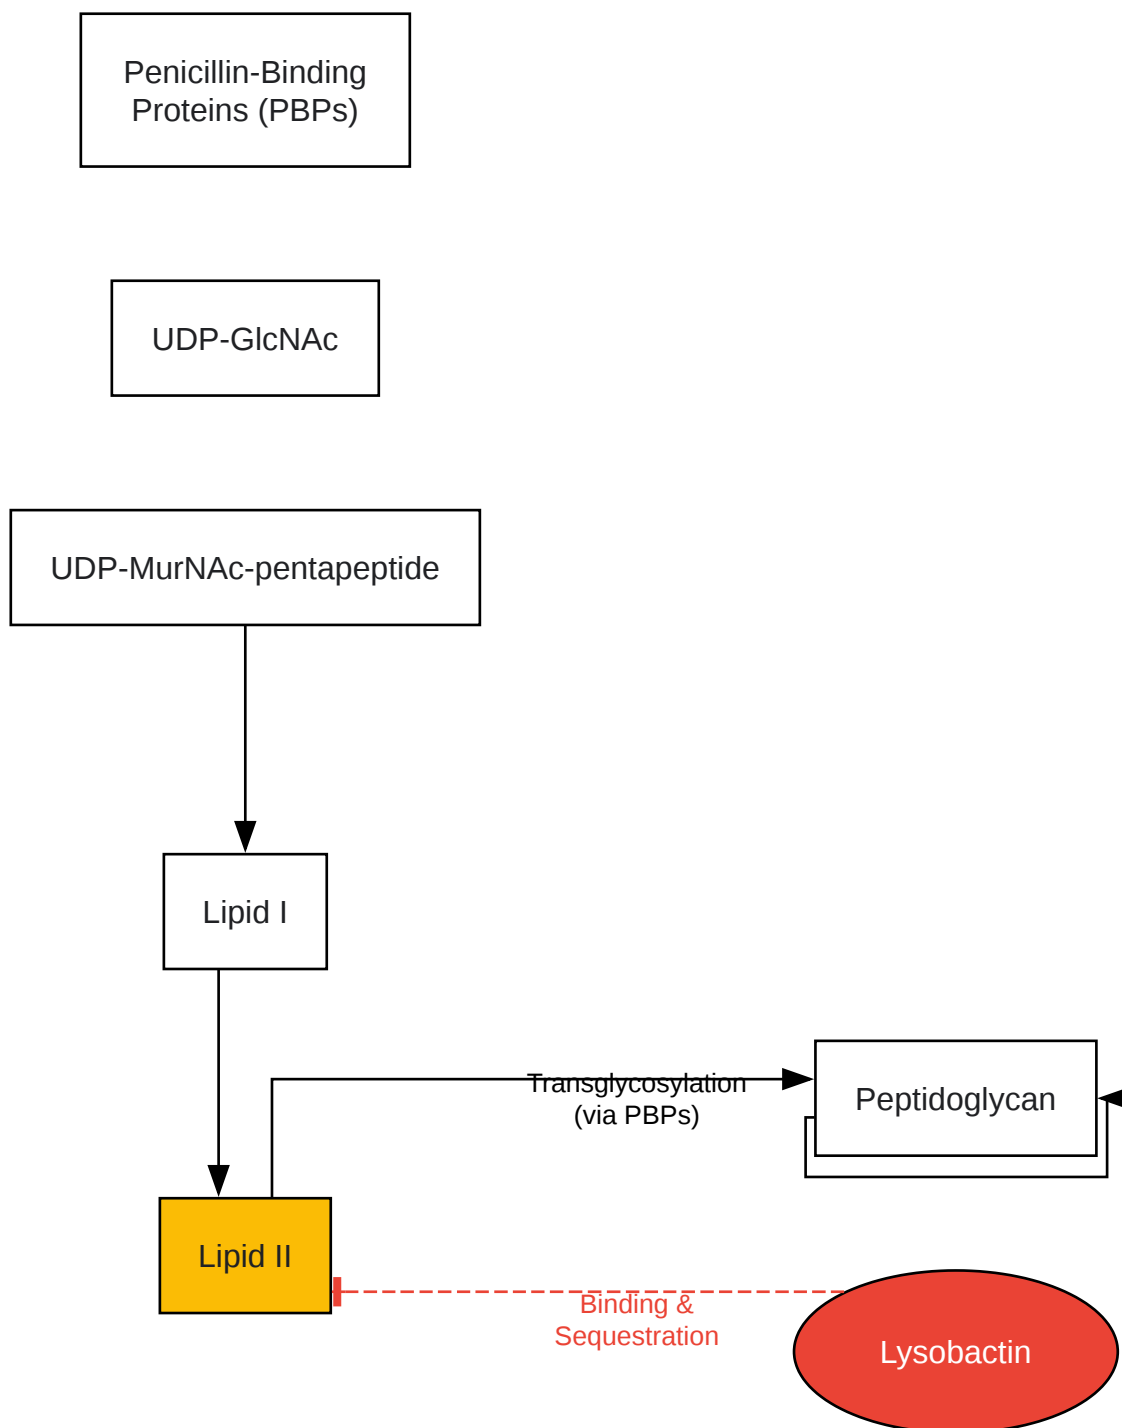 Penicillin-Binding
Proteins (PBPs)
UDP-GlcNAc
UDP-MurNAc-pentapeptide
Lipid I
Transglycosylation
(via PBPs)
Peptidoglycan
Lipid II
Binding &
Sequestration
Lysobactin